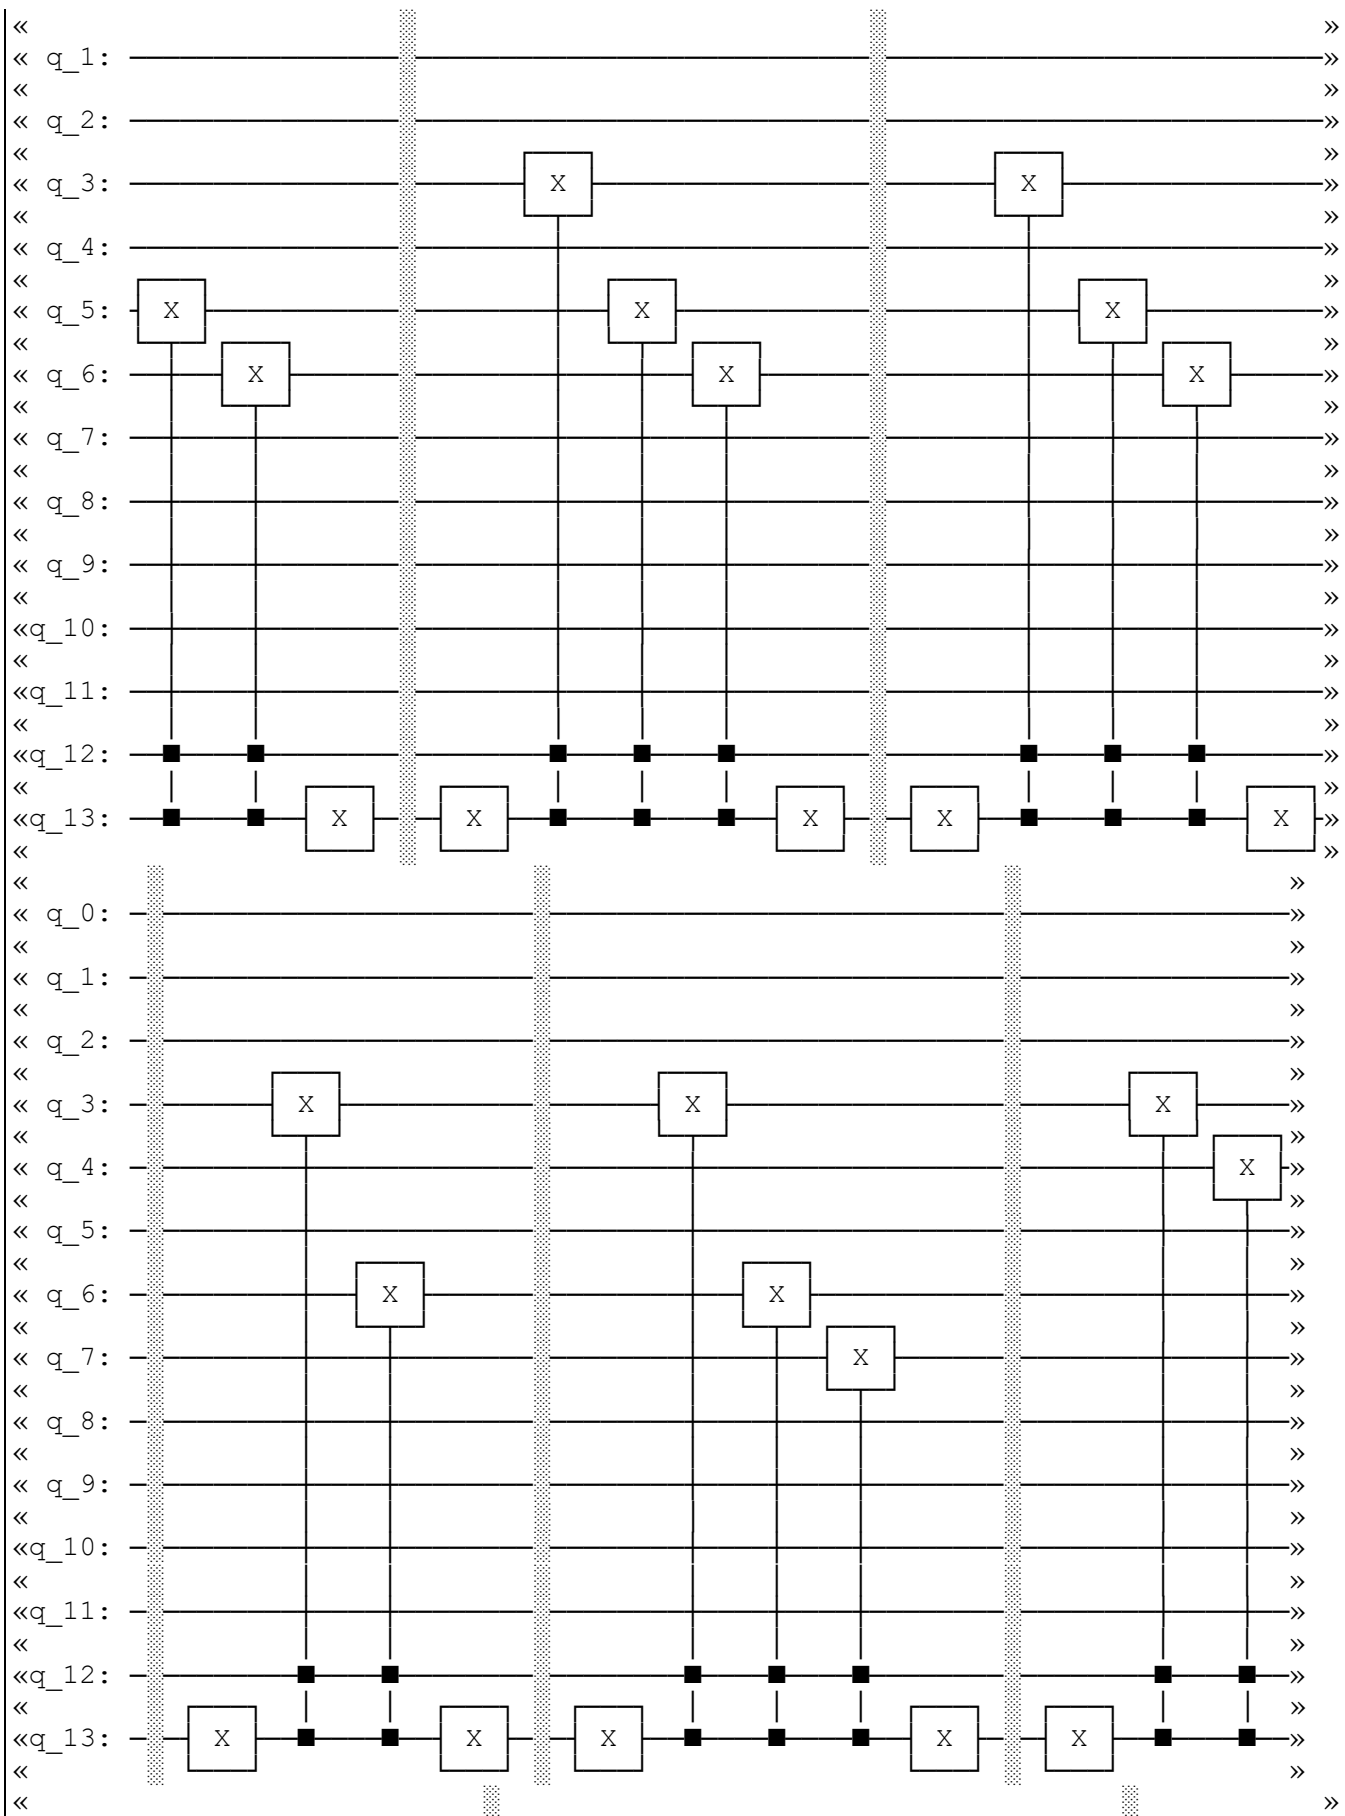 « »
« q_1: »
« »
« q_2: »
« »
« q_3: X X »
« »
« q_4: »
« »
« q_5: X X X »
« »
« q_6: X X X »
« »
« q_7: »
« »
« q_8: »
« »
« q_9: »
« »
«q_10: »
« »
«q_11: »
« »
«q_12: »
« »
«q_13: X X X X X »
« »
« »
« q_0: »
« »
« q_1: »
« »
« q_2: »
« »
« q_3: X X X »
« »
« q_4: X »
« »
« q_5: »
« »
« q_6: X X »
« »
« q_7: X »
« »
« q_8: »
« »
« q_9: »
« »
«q_10: »
« »
«q_11: »
« »
«q_12: »
« »
«q_13: X X X X X »
« »
« »